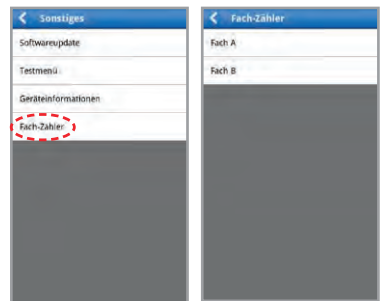 Sonstiges
Softwareupdate
Testmenü
Geräteinformationen
Fach-Zähler
Fach-Zähler
Fach A
Fach B